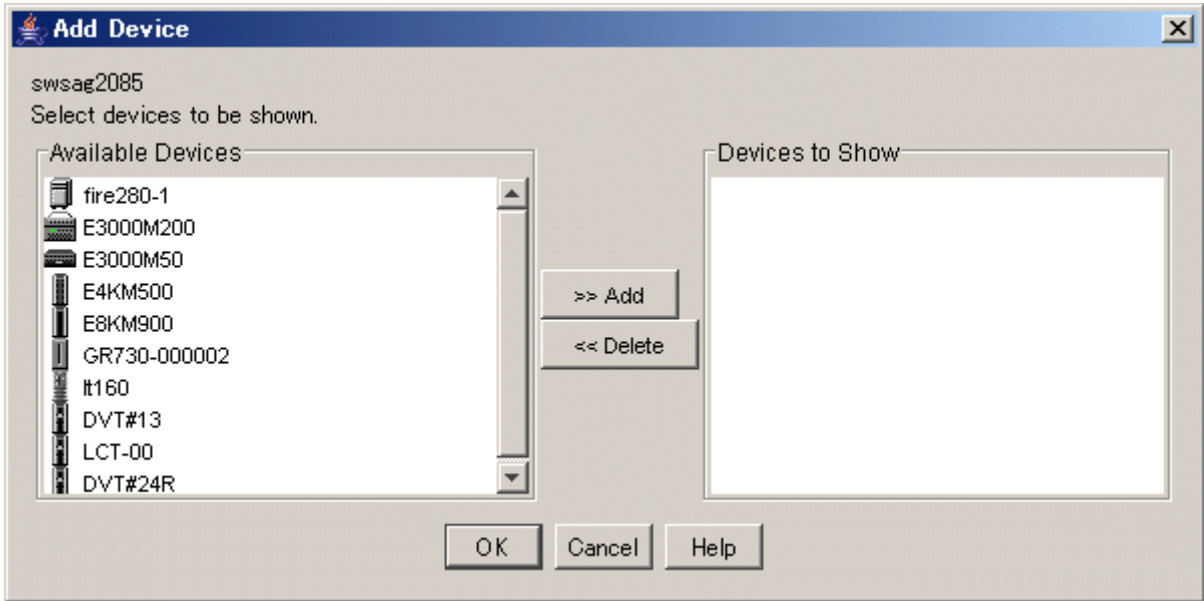 Add Device
swsag2085
Select devices to be shown.
Available Devices
fire280-1
E3000M200
E3000M50
E4KM500
E8KM900
GR730-000002
lt160
DVT#13
LCT-00
DVT#24R
>> Add
<< Delete
Devices to Show
OK
Cancel
Help